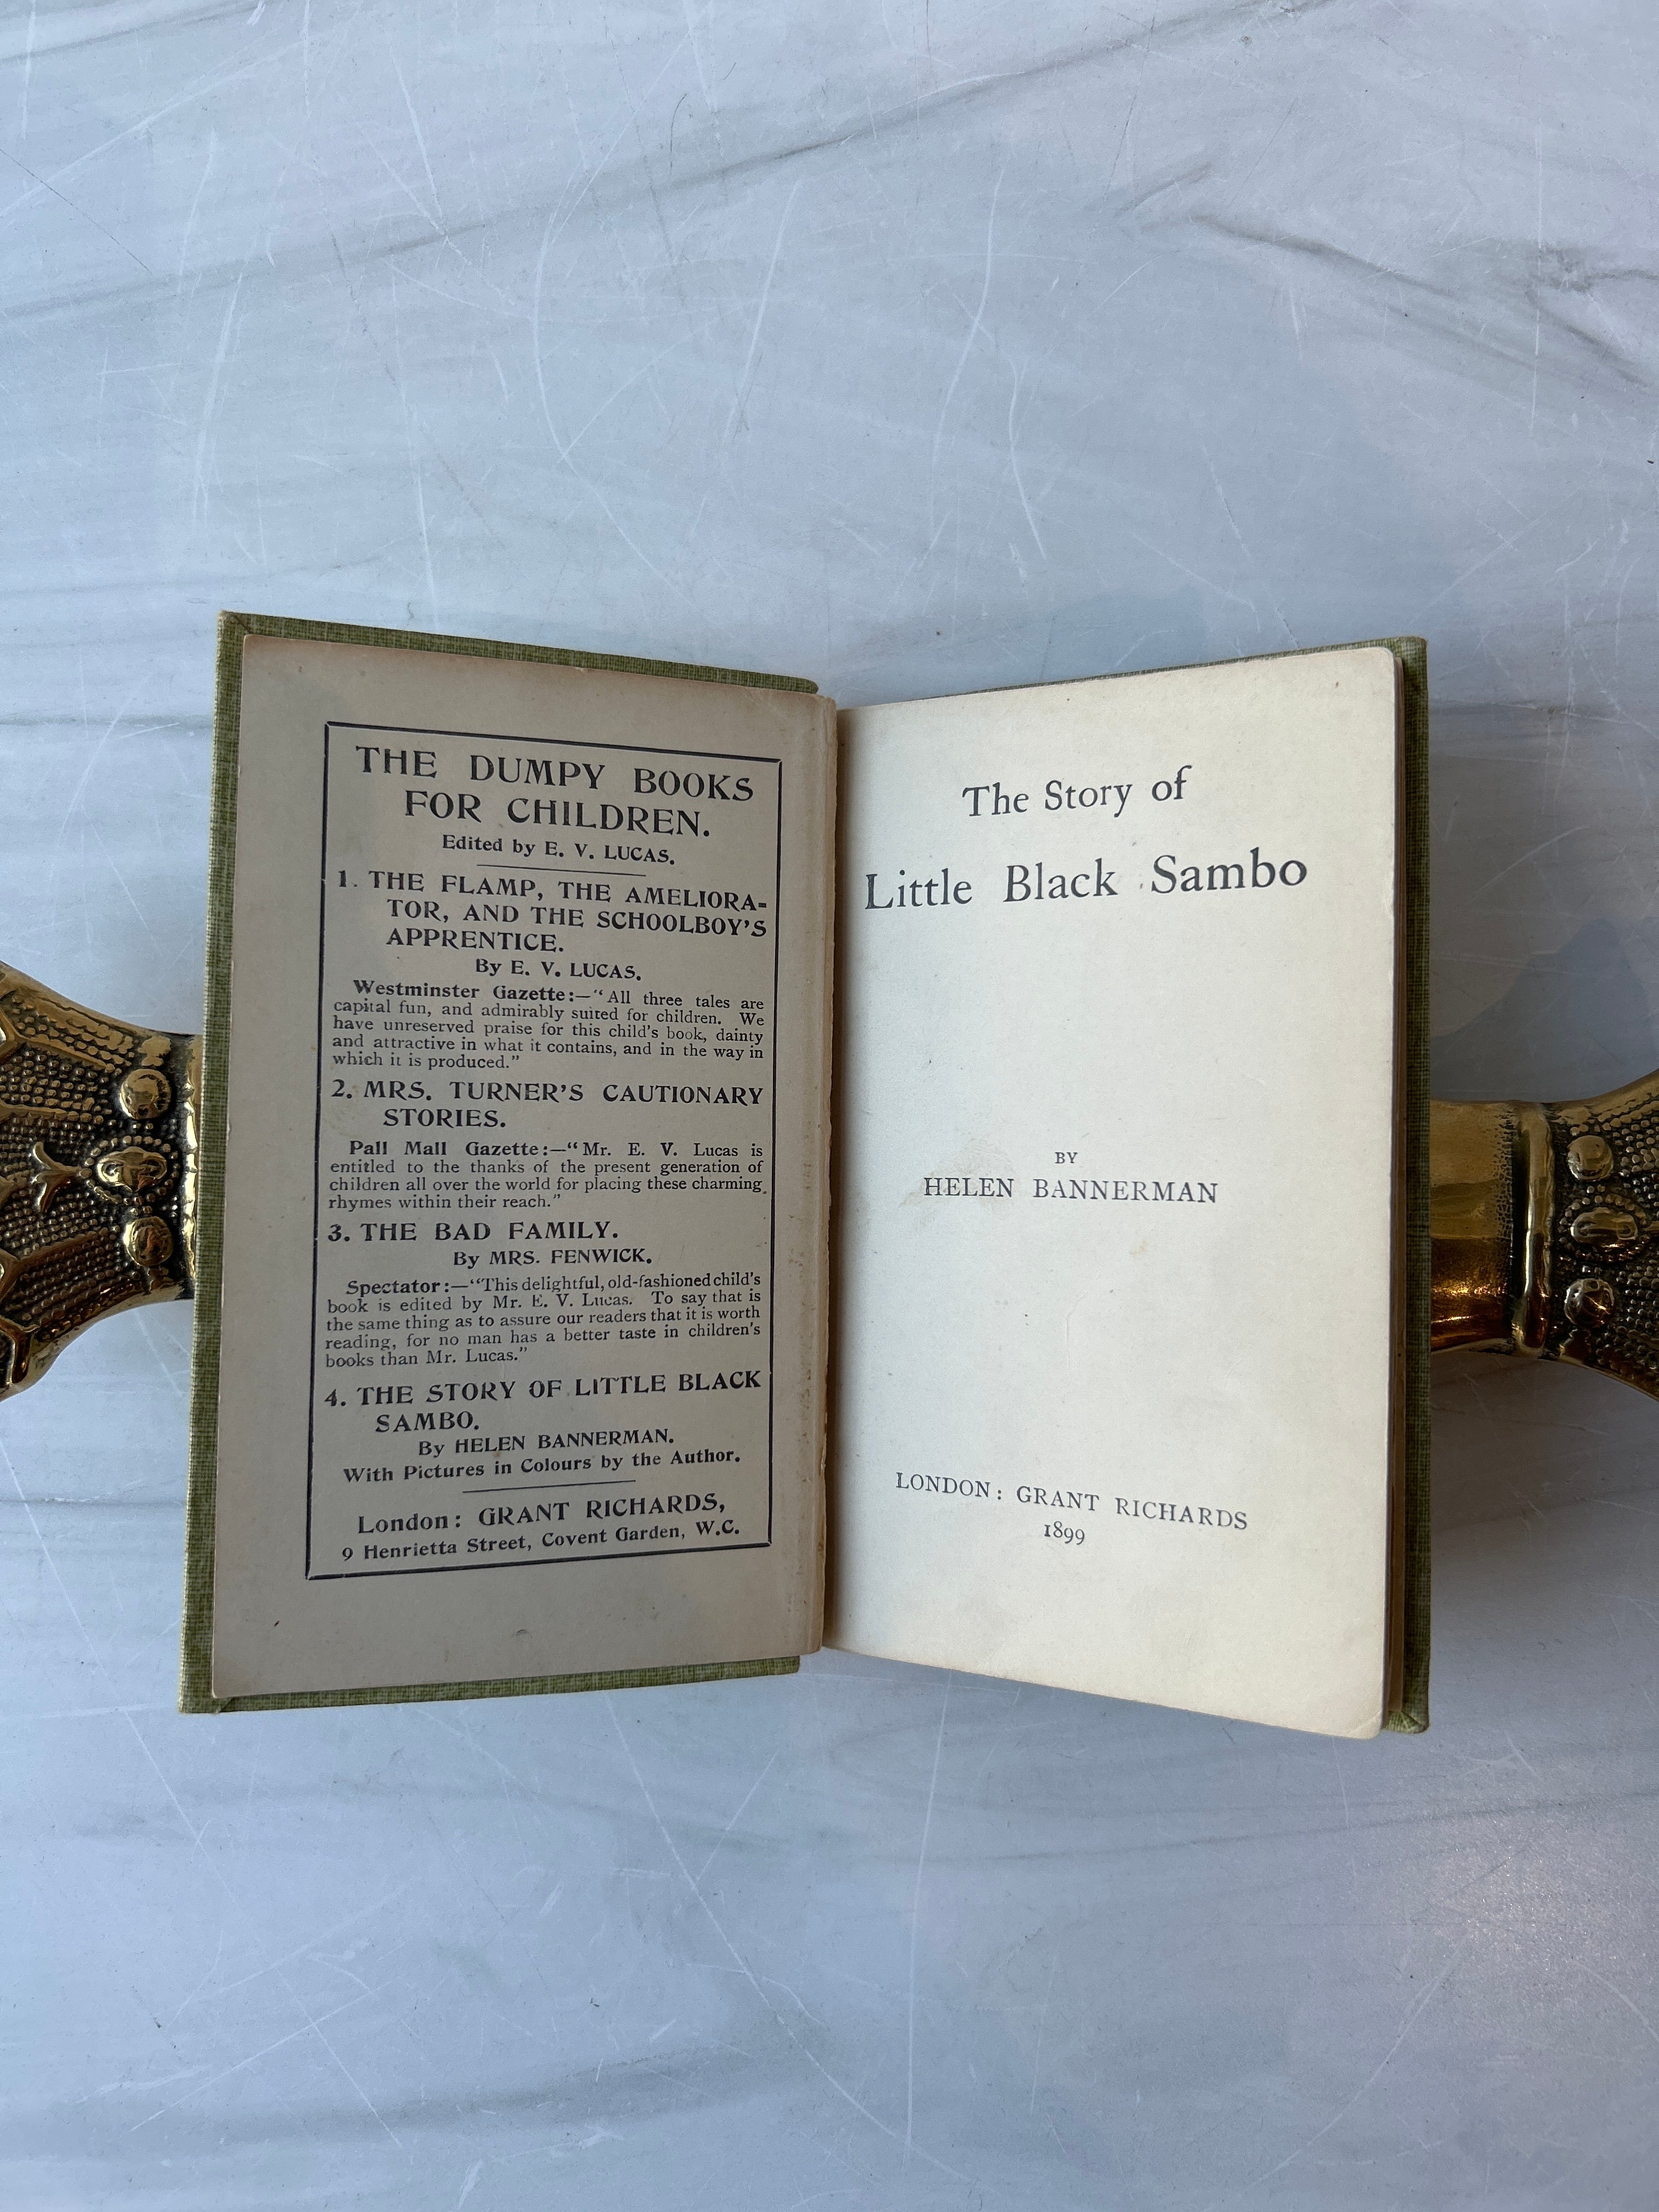 THE DUMPY BOOKS
FOR CHILDREN.
Edited by E. V. LUCAS.
1. THE FLAMP, THE AMELIORA-
TOR, AND THE SCHOOLBOY'S
APPRENTICE.
By E. V. LUCAS.
Westminster Gazette:—"All three tales are
capital fun, and admirably suited for children. We
have unreserved praise for this child's book, dainty
and attractive in what it contains, and in the way in
which it is produced."
2. MRS. TURNER'S CAUTIONARY
STORIES.
Pall Mall Gazette:—"Mr. E. V. Lucas is
entitled to the thanks of the present generation of
children all over the world for placing these charming
rhymes within their reach."
3. THE BAD FAMILY.
By MRS. FENWICK.
Spectator:—"This delightful, old-fashioned child's
book is edited by Mr. E. V. Lucas. To say that is
the same thing as to assure our readers that it is worth
reading, for no man has a better taste in children's
books than Mr. Lucas."
4. THE STORY OF LITTLE BLACK
SAMBO.
By HELEN BANNERMAN.
With Pictures in Colours by the Author.
London: GRANT RICHARDS,
9 Henrietta Street, Covent Garden, W.C.
The Story of
Little Black Sambo
BY
HELEN BANNERMAN
LONDON: GRANT RICHARDS
1899